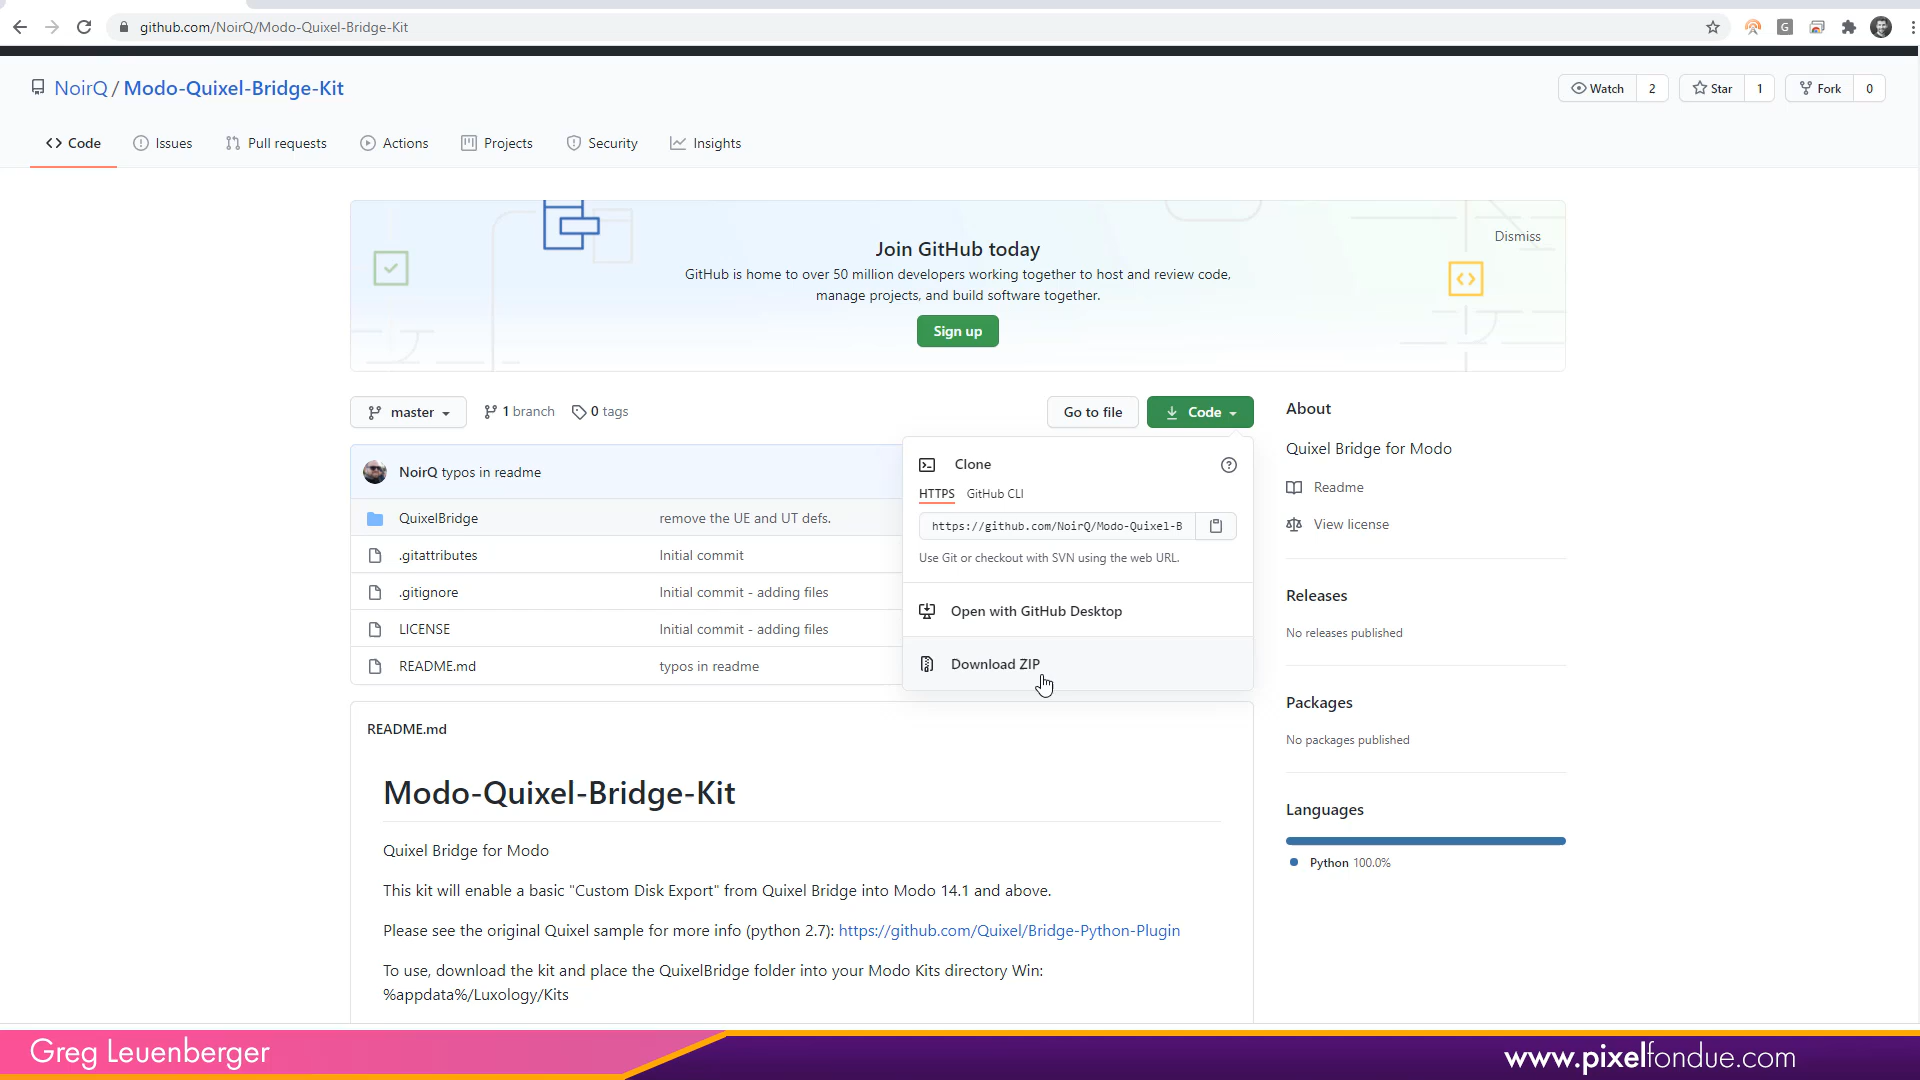 github.com/NoirQ/Modo-Quixel-Bridge-Kit
G
NoirQ / Modo-Quixel-Bridge-Kit
Watch 2
Star 1
Fork 0
Code
Issues
Pull requests
Actions
Projects
Security
Insights
Join GitHub today
Dismiss
GitHub is home to over 50 million developers working together to host and review code,
manage projects, and build software together.
Sign up
master
1 branch
0 tags
Go to file
Code
NoirQ typos in readme
QuixelBridge remove the UE and UT defs.
.gitattributes Initial commit
.gitignore Initial commit - adding files
LICENSE Initial commit - adding files
README.md typos in readme
Clone
HTTPS GitHub CLI
https://github.com/NoirQ/Modo-Quixel-B
Use Git or checkout with SVN using the web URL.
Open with GitHub Desktop
Download ZIP
About
Quixel Bridge for Modo
Readme
View license
Releases
No releases published
Packages
No packages published
Languages
Python 100.0%
README.md
Modo-Quixel-Bridge-Kit
Quixel Bridge for Modo
This kit will enable a basic "Custom Disk Export" from Quixel Bridge into Modo 14.1 and above.
Please see the original Quixel sample for more info (python 2.7): https://github.com/Quixel/Bridge-Python-Plugin
To use, download the kit and place the QuixelBridge folder into your Modo Kits directory Win:
%appdata%/Luxology/Kits
Greg Leuenberger
www.pixelfondue.com